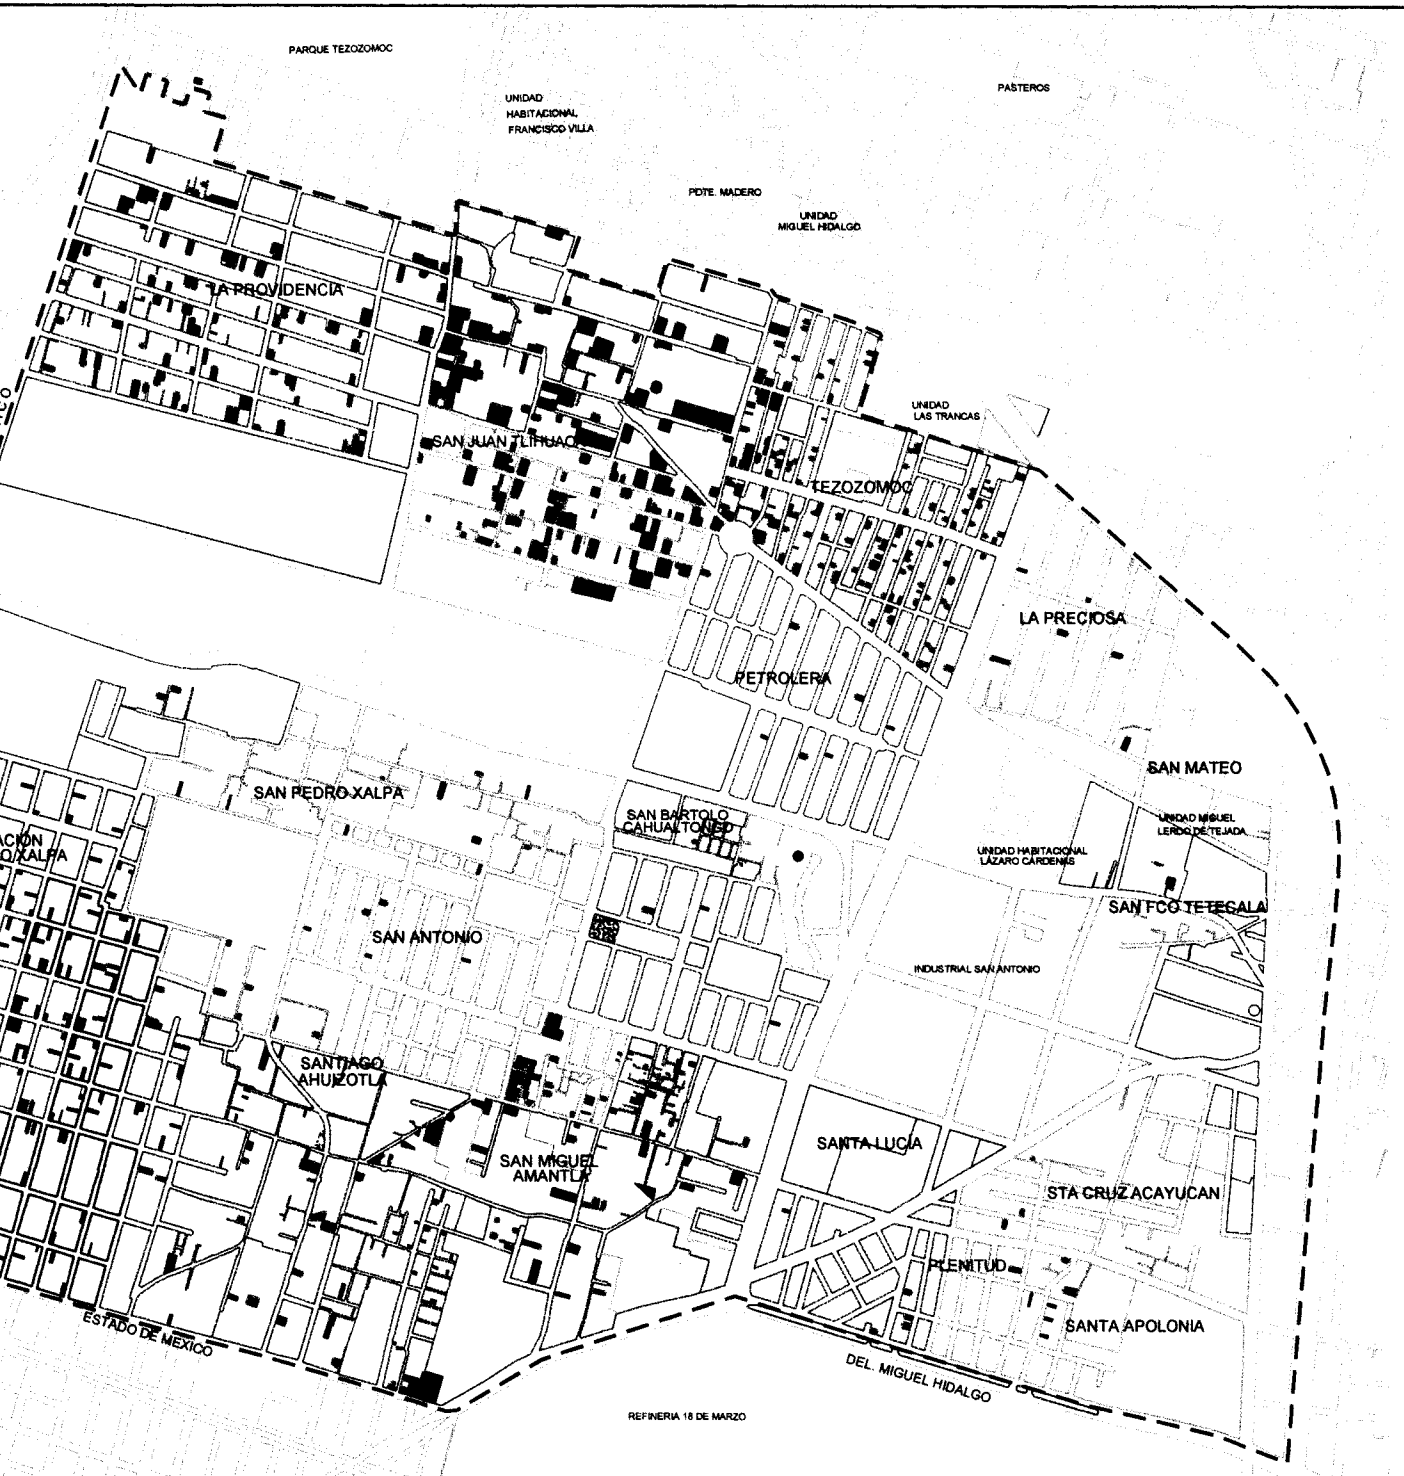 PARQUE TEZOZOMOC
PASTEROS
UNIDAD
HABITACIONAL
FRANCISCO VILLA
PDTE. MADERO
UNIDAD
MIGUEL HIDALGO
LA PROVIDENCIA
UNIDAD
LAS TRANCAS
SAN JUAN TLIHUACA
TEZOZOMOC
LA PRECIOSA
PETROLERA
SAN MATEO
SAN PEDRO XALPA
SAN BARTOLO
CAHUALTONGO
UNIDAD MIGUEL
LERDO DE TEJADA
UNIDAD HABITACIONAL
LÁZARO CÁRDENAS
ACIÓN
O XALPA
SAN FCO TETECALA
SAN ANTONIO
INDUSTRIAL SAN ANTONIO
SANTIAGO
AHUIZOTLA
SANTA LUCIA
SAN MIGUEL
AMANTLA
STA CRUZ ACAYUCAN
PLENITUD
SANTA APOLONIA
ESTADO DE MEXICO
DEL. MIGUEL HIDALGO
REFINERIA 18 DE MARZO